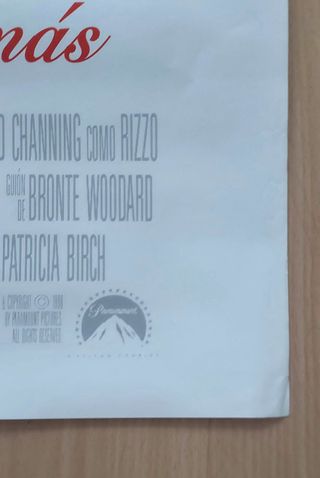 más
CHANNING COMO RIZZO
GUIÓN
DE BRONTE WOODARD
PATRICIA BIRCH
& COPYRIGHT © 1998
BY PARAMOUNT PICTURES
ALL RIGHTS RESERVED
Paramount